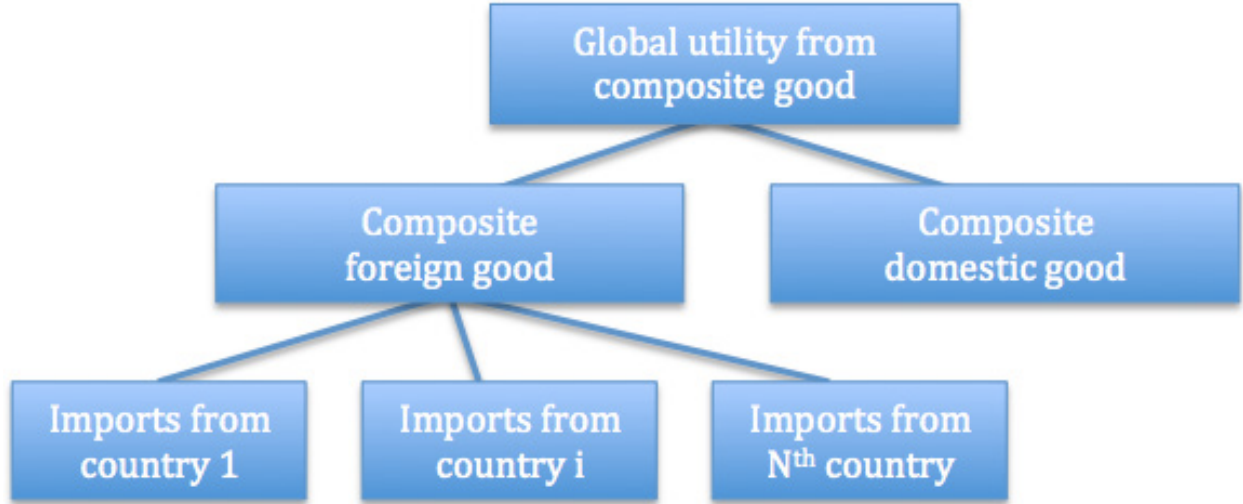 Global utility from
composite good
Composite
foreign good
Composite
domestic good
Imports from
country 1
Imports from
country i
Imports from
Nth country